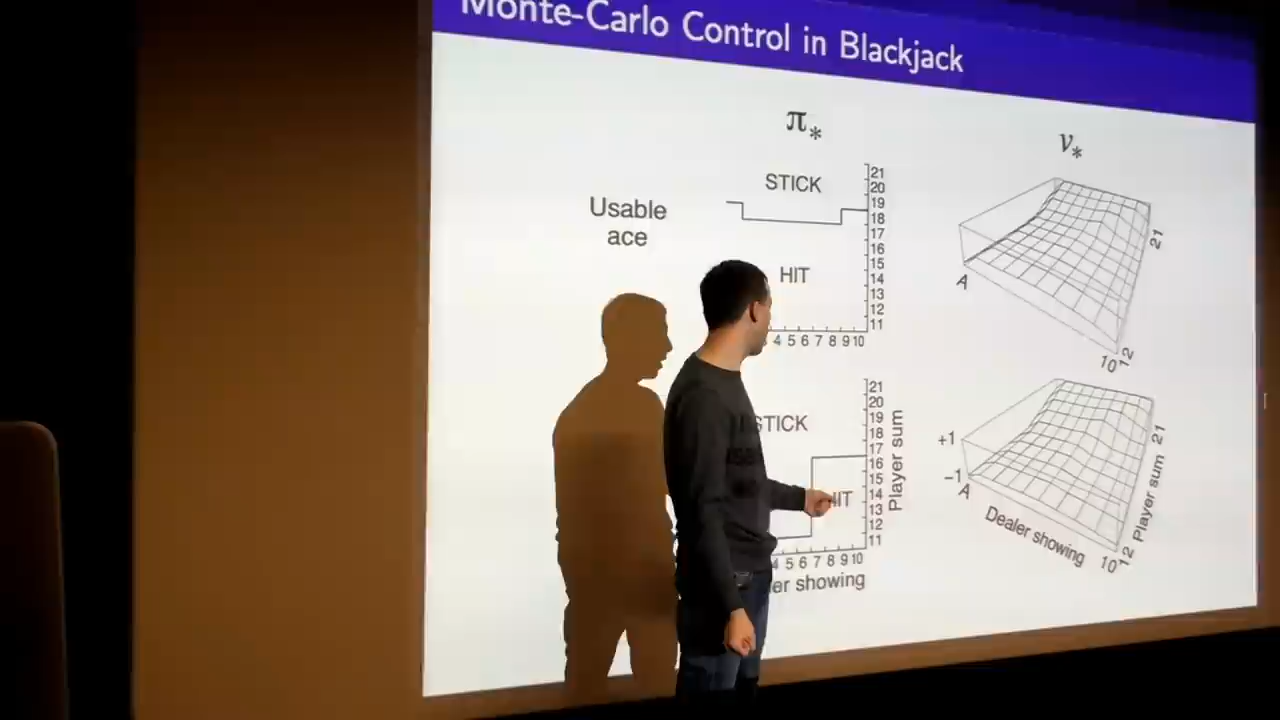 Monte-Carlo Control in Blackjack
π*
v*
STICK
Usable
ace
HIT
21
20
19
18
17
16
15
14
13
12
11
4 5 6 7 8 9 10
A
21
10
12
STICK
HIT
21
20
19
18
17
16
15
14
13
12
11
Player sum
4 5 6 7 8 9 10
showing
+1
−1
A
Dealer showing
21
Player sum
10
12